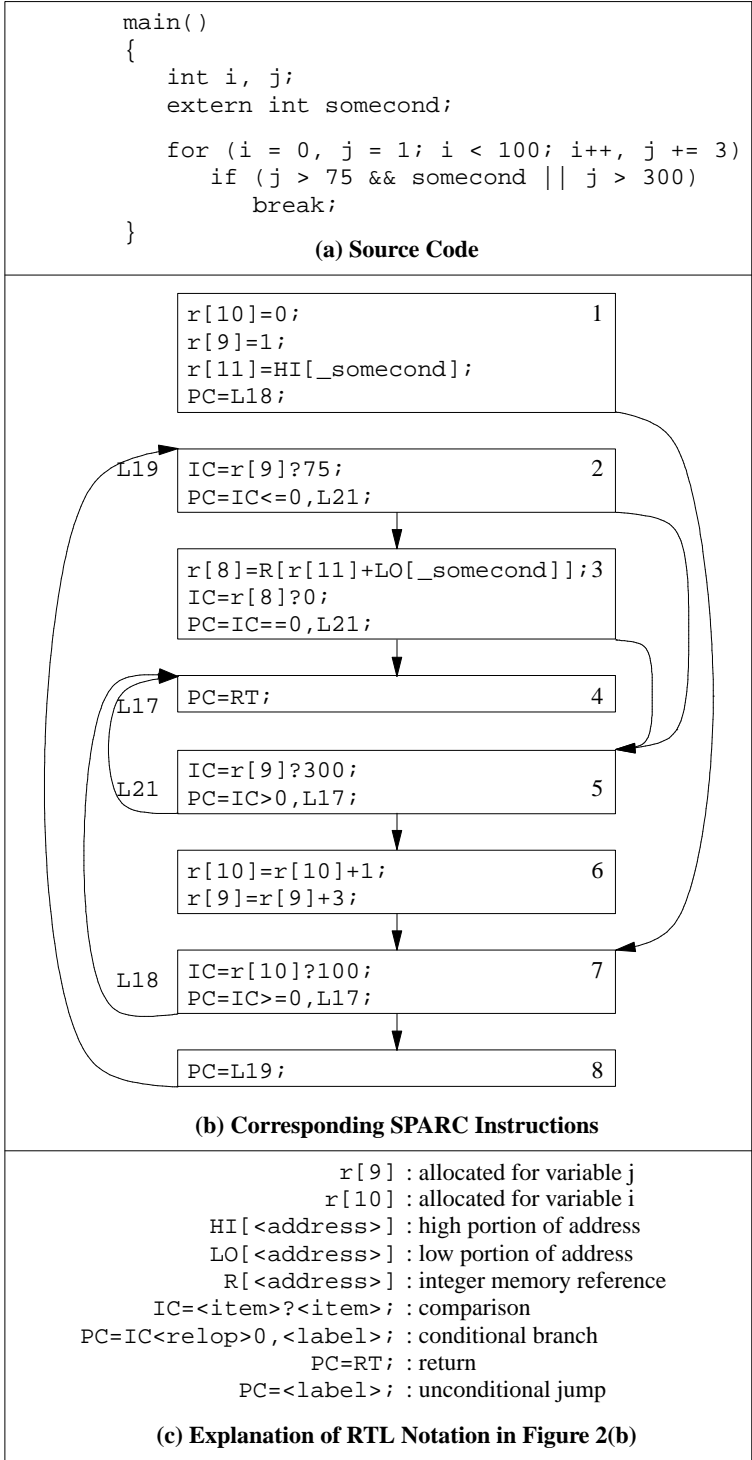 main()
{
int i, j;
extern int somecond;
for (i = 0, j = 1; i < 100; i++, j += 3)
if (j > 75 && somecond || j > 300)
break;
}
(a) Source Code
r[10]=0; 1
r[9]=1;
r[11]=HI[_somecond];
PC=L18;
L19 IC=r[9]?75; 2
PC=IC<=0,L21;
r[8]=R[r[11]+LO[_somecond]]; 3
IC=r[8]?0;
PC=IC==0,L21;
L17 PC=RT; 4
IC=r[9]?300;
L21 PC=IC>0,L17; 5
r[10]=r[10]+1; 6
r[9]=r[9]+3;
L18 IC=r[10]?100; 7
PC=IC>=0,L17;
PC=L19; 8
(b) Corresponding SPARC Instructions
r[9] : allocated for variable j
r[10] : allocated for variable i
HI[<address>] : high portion of address
LO[<address>] : low portion of address
R[<address>] : integer memory reference
IC=<item>?<item>; : comparison
PC=IC<relop>0,<label>; : conditional branch
PC=RT; : return
PC=<label>; : unconditional jump
(c) Explanation of RTL Notation in Figure 2(b)